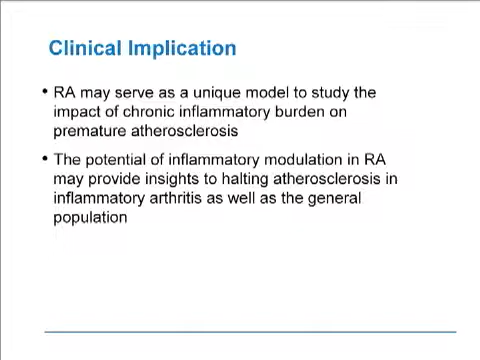 Clinical Implication
• RA may serve as a unique model to study the
impact of chronic inflammatory burden on
premature atherosclerosis
• The potential of inflammatory modulation in RA
may provide insights to halting atherosclerosis in
inflammatory arthritis as well as the general
population